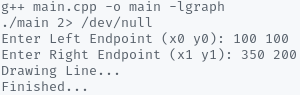 g++ main.cpp -o main -lgraph
./main 2> /dev/null
Enter Left Endpoint (x0 y0): 100 100
Enter Right Endpoint (x1 y1): 350 200
Drawing Line...
Finished...